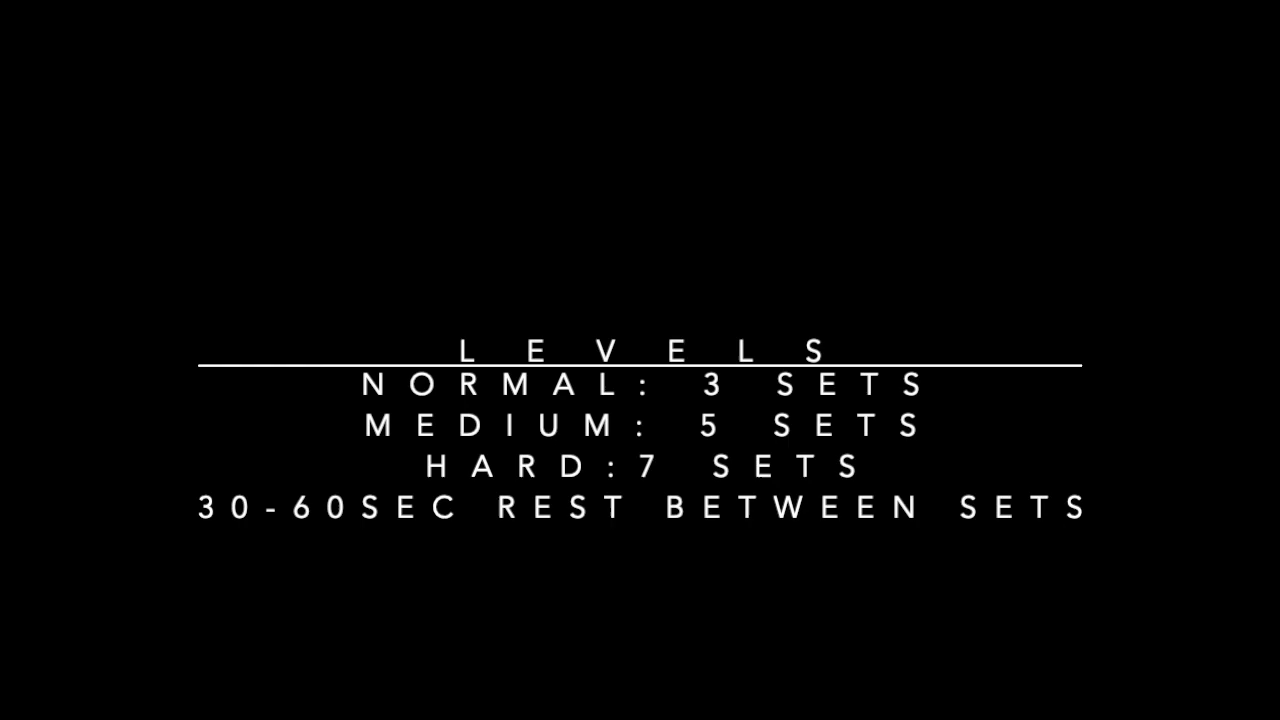 LEVELS
NORMAL: 3 SETS
MEDIUM: 5 SETS
HARD:7 SETS
30-60SEC REST BETWEEN SETS